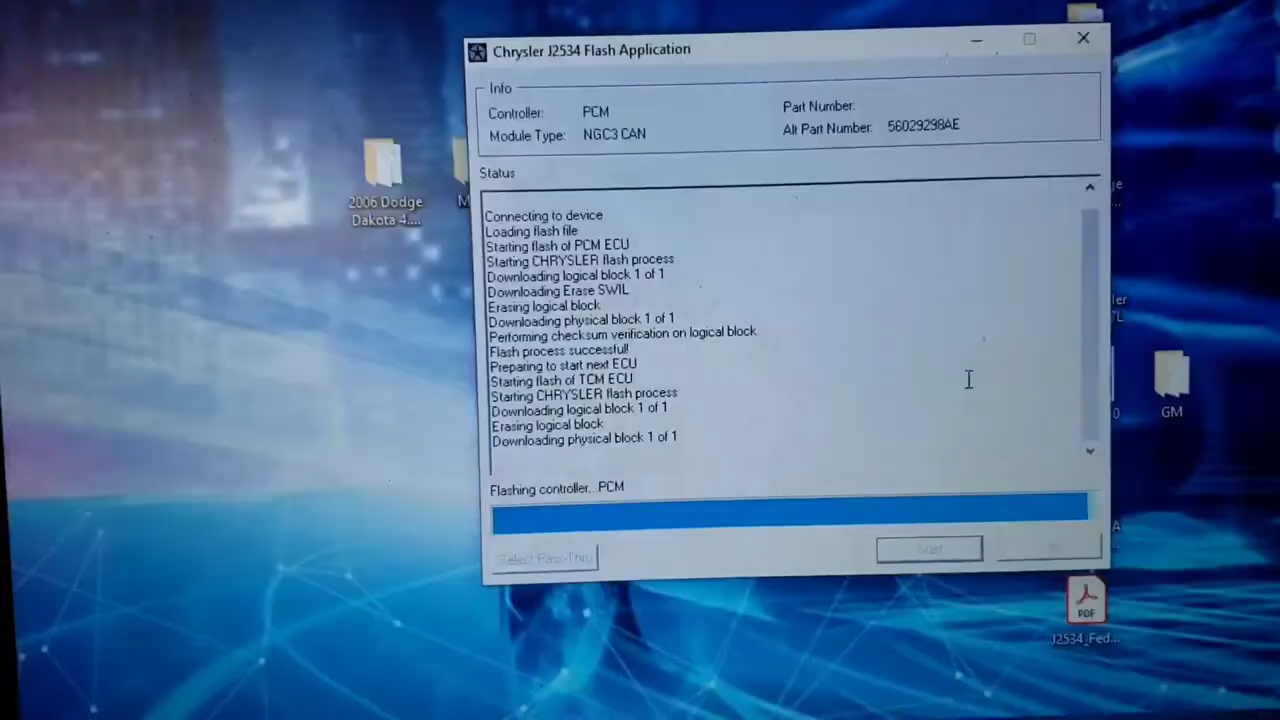 Chrysler J2534 Flash Application
Info
Controller: PCM
Part Number:
Module Type: NGC3 CAN
Alt Part Number: 56029298AE
Status
2006 Dodge
Dakota 4....
M
Connecting to device
Loading flash file
Starting flash of PCM ECU
Starting CHRYSLER flash process
Downloading logical block 1 of 1
Downloading Erase SWIL
Erasing logical block
Downloading physical block 1 of 1
Performing checksum verification on logical block
Flash process successful!
Preparing to start next ECU
Starting flash of TCM ECU
Starting CHRYSLER flash process
Downloading logical block 1 of 1
Erasing logical block
Downloading physical block 1 of 1
GM
Flashing controller...PCM
Select Pass-Thru
Start
PDF
J2534_Fed...